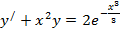 y′ + x²y = 2e^(-x³/3)